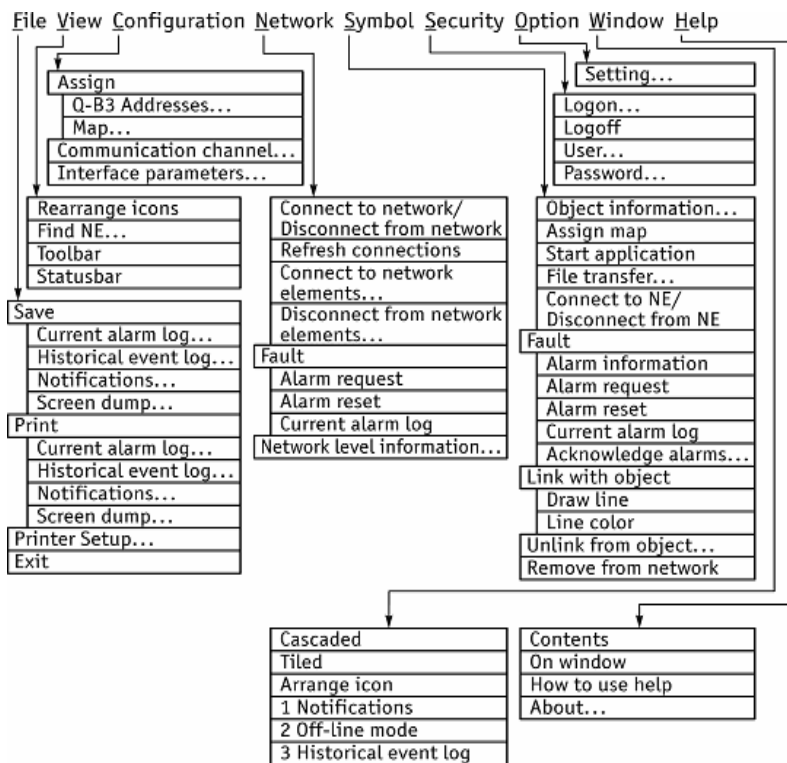 File View Configuration Network Symbol Security Option Window Help
Assign
Q-B3 Addresses...
Map...
Communication channel...
Interface parameters...
Setting...
Logon...
Logoff
User...
Password...
Rearrange icons
Find NE...
Toolbar
Statusbar
Connect to network/
Disconnect from network
Refresh connections
Connect to network
elements...
Disconnect from network
elements...
Fault
Alarm request
Alarm reset
Current alarm log
Network level information...
Object information...
Assign map
Start application
File transfer...
Connect to NE/
Disconnect from NE
Fault
Alarm information
Alarm request
Alarm reset
Current alarm log
Acknowledge alarms...
Link with object
Draw line
Line color
Unlink from object...
Remove from network
Save
Current alarm log...
Historical event log...
Notifications...
Screen dump...
Print
Current alarm log...
Historical event log...
Notifications...
Screen dump...
Printer Setup...
Exit
Cascaded
Tiled
Arrange icon
1 Notifications
2 Off-line mode
3 Historical event log
Contents
On window
How to use help
About...